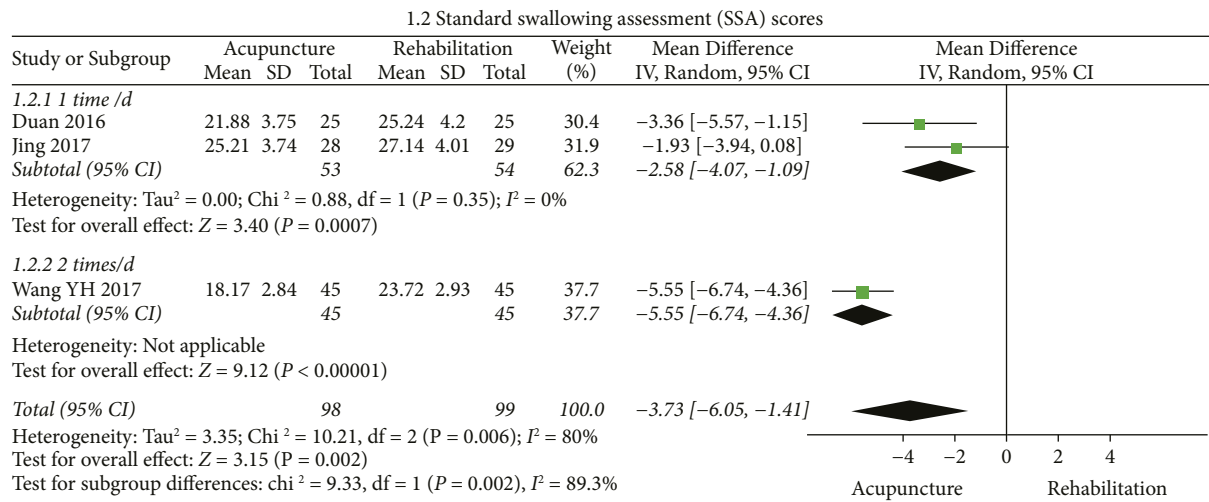 1.2 Standard swallowing assessment (SSA) scores
Study or Subgroup Acupuncture Rehabilitation Weight Mean Difference Mean Difference
Mean SD Total Mean SD Total (%) IV, Random, 95% CI IV, Random, 95% CI
1.2.1 1 time /d
Duan 2016 21.88 3.75 25 25.24 4.2 25 30.4 −3.36 [−5.57, −1.15]
Jing 2017 25.21 3.74 28 27.14 4.01 29 31.9 −1.93 [−3.94, 0.08]
Subtotal (95% CI) 53 54 62.3 −2.58 [−4.07, −1.09]
Heterogeneity: Tau² = 0.00; Chi ² = 0.88, df = 1 (P = 0.35); I² = 0%
Test for overall effect: Z = 3.40 (P = 0.0007)
1.2.2 2 times/d
Wang YH 2017 18.17 2.84 45 23.72 2.93 45 37.7 −5.55 [−6.74, −4.36]
Subtotal (95% CI) 45 45 37.7 −5.55 [−6.74, −4.36]
Heterogeneity: Not applicable
Test for overall effect: Z = 9.12 (P < 0.00001)
Total (95% CI) 98 99 100.0 −3.73 [−6.05, −1.41]
Heterogeneity: Tau² = 3.35; Chi ² = 10.21, df = 2 (P = 0.006); I² = 80%
Test for overall effect: Z = 3.15 (P = 0.002)
Test for subgroup differences: chi ² = 9.33, df = 1 (P = 0.002), I² = 89.3%
−4 −2 0 2 4
Acupuncture Rehabilitation